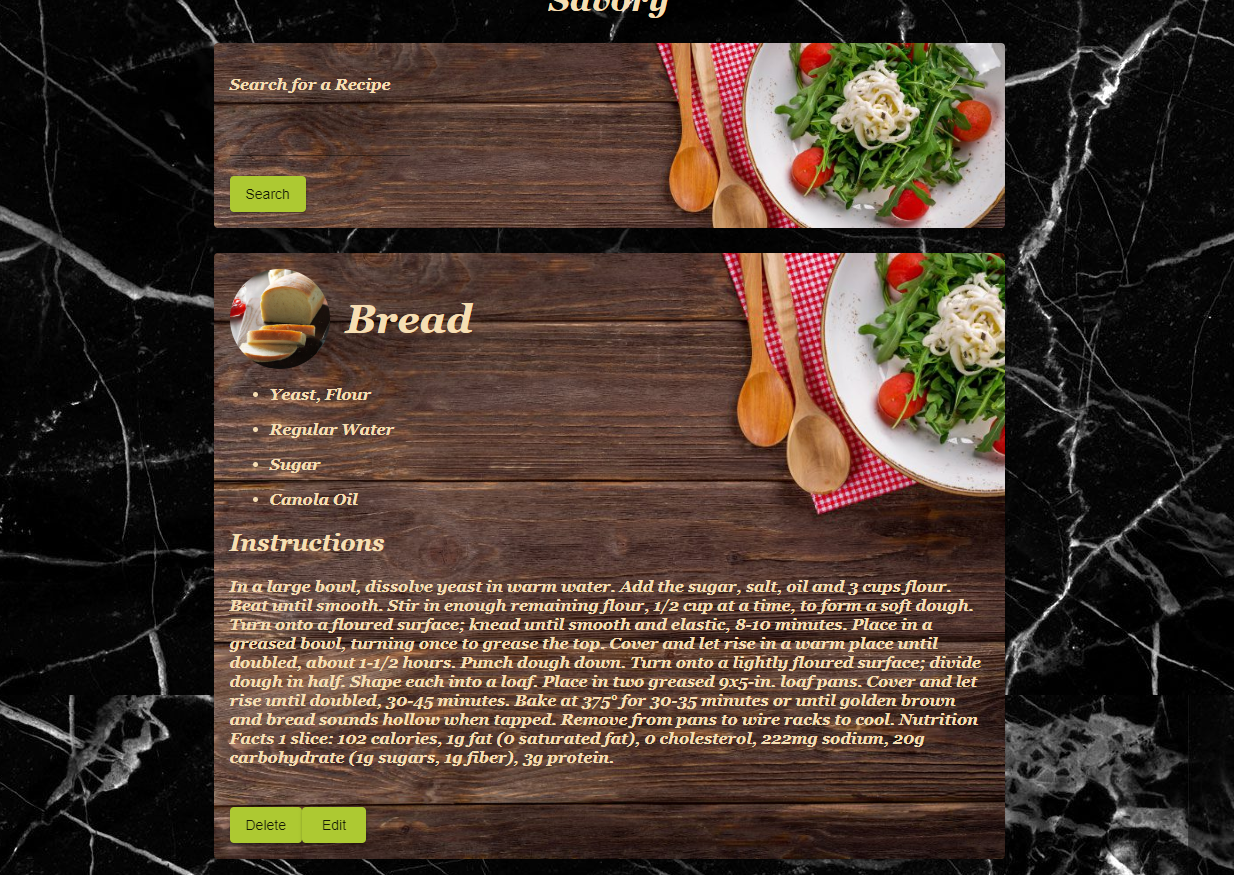 Savory
Search for a Recipe
Search
Bread
Yeast, Flour
Regular Water
Sugar
Canola Oil
Instructions
In a large bowl, dissolve yeast in warm water. Add the sugar, salt, oil and 3 cups flour.
Beat until smooth. Stir in enough remaining flour, 1/2 cup at a time, to form a soft dough.
Turn onto a floured surface; knead until smooth and elastic, 8-10 minutes. Place in a
greased bowl, turning once to grease the top. Cover and let rise in a warm place until
doubled, about 1-1/2 hours. Punch dough down. Turn onto a lightly floured surface; divide
dough in half. Shape each into a loaf. Place in two greased 9x5-in. loaf pans. Cover and let
rise until doubled, 30-45 minutes. Bake at 375° for 30-35 minutes or until golden brown
and bread sounds hollow when tapped. Remove from pans to wire racks to cool. Nutrition
Facts 1 slice: 102 calories, 1g fat (0 saturated fat), 0 cholesterol, 222mg sodium, 20g
carbohydrate (1g sugars, 1g fiber), 3g protein.
Delete Edit